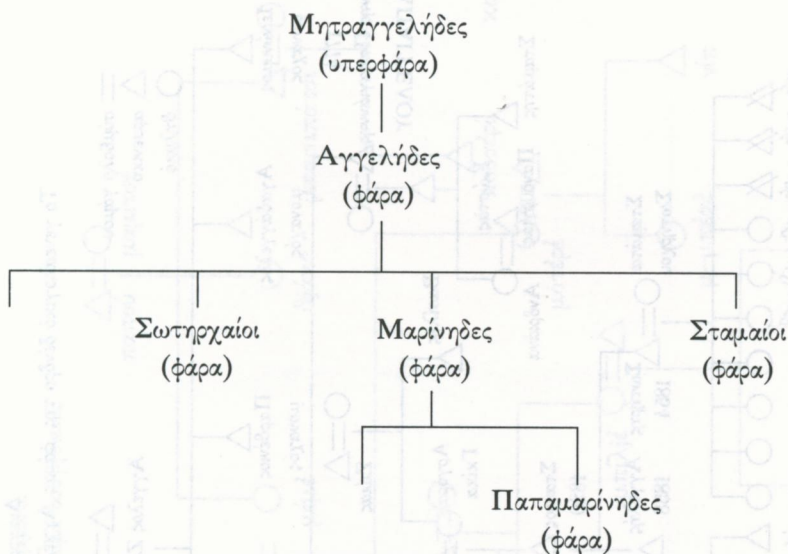 Μητραγγελήδες
(υπερφάρα)
Αγγελήδες
(φάρα)
Σωτηρχαίοι Μαρίνηδες Σταμαίοι
(φάρα) (φάρα) (φάρα)
Παπαμαρίνηδες
(φάρα)